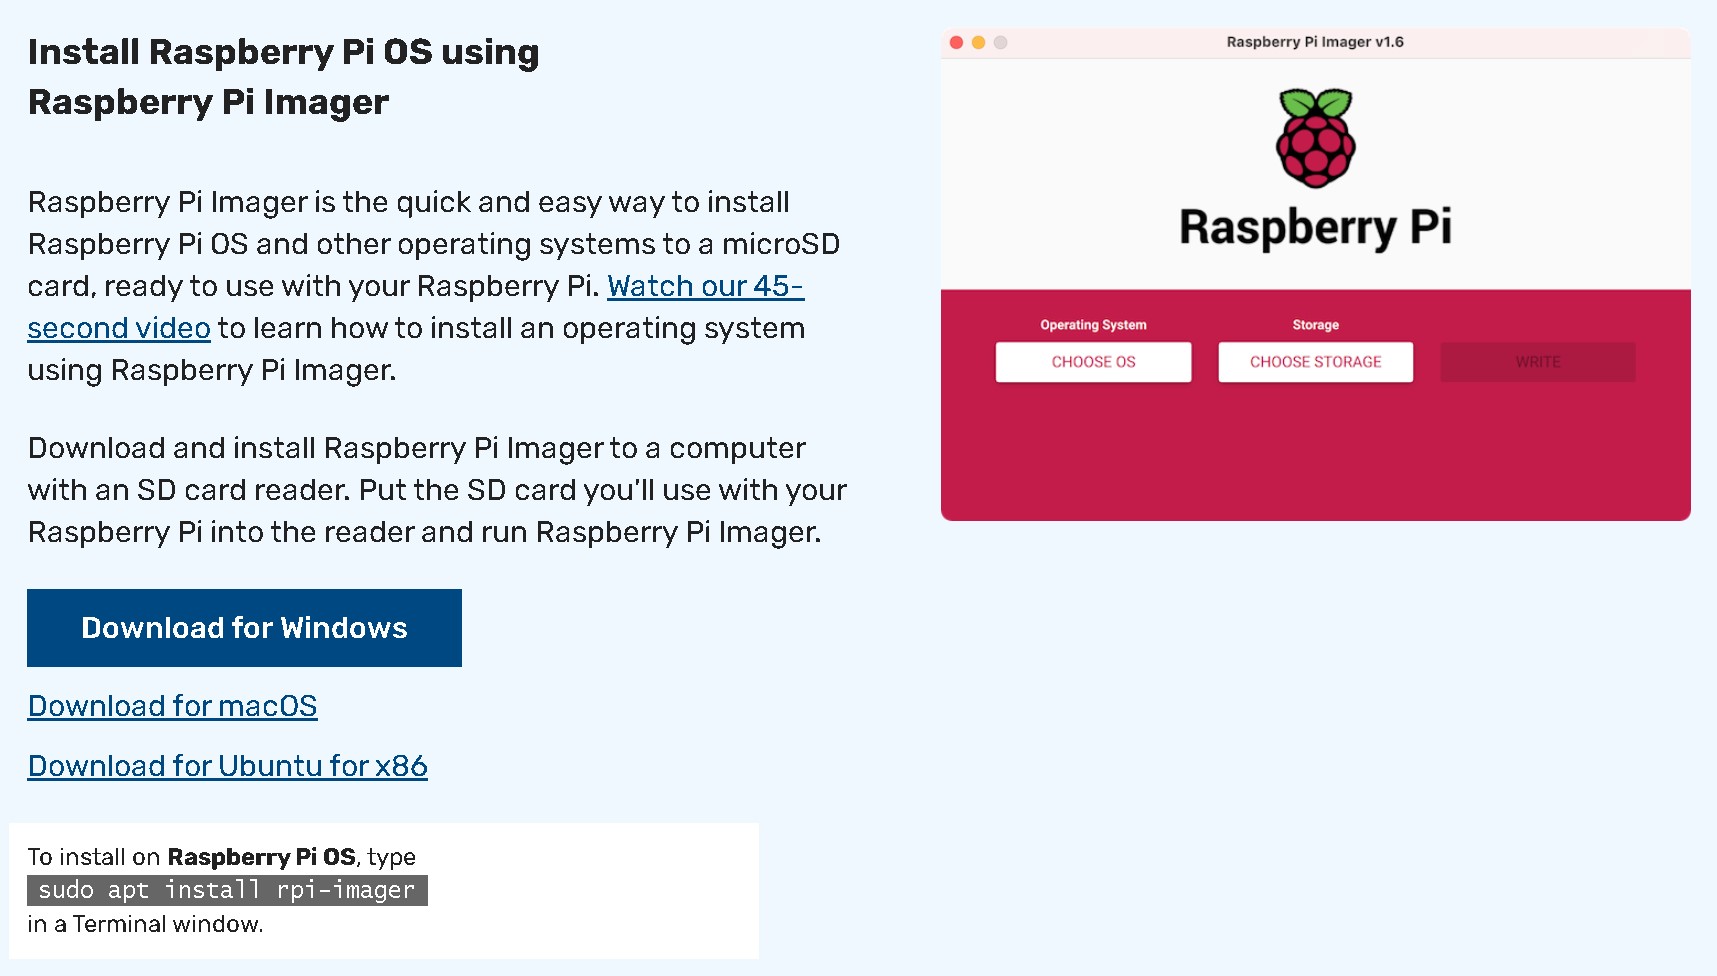 Install Raspberry Pi OS using
Raspberry Pi Imager
Raspberry Pi Imager is the quick and easy way to install
Raspberry Pi OS and other operating systems to a microSD
card, ready to use with your Raspberry Pi. Watch our 45-
second video to learn how to install an operating system
using Raspberry Pi Imager.
Download and install Raspberry Pi Imager to a computer
with an SD card reader. Put the SD card you'll use with your
Raspberry Pi into the reader and run Raspberry Pi Imager.
Download for Windows
Download for macOS
Download for Ubuntu for x86
To install on Raspberry Pi OS, type
sudo apt install rpi-imager
in a Terminal window.
Raspberry Pi Imager v1.6
Raspberry Pi
Operating System
Storage
CHOOSE OS
CHOOSE STORAGE
WRITE